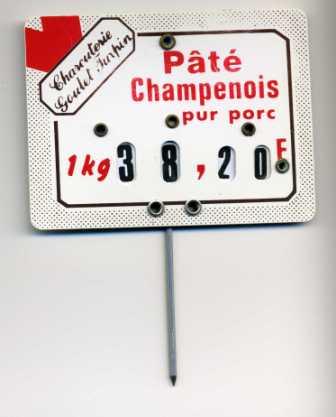 Charcuterie
Goulet Turpin
Pâté
Champenois
pur porc
1 kg 38,20 F